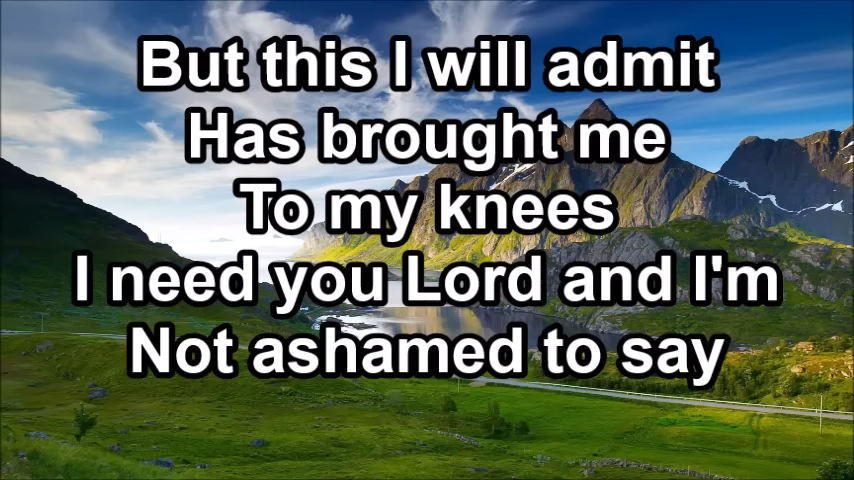 But this I will admit
Has brought me
To my knees
I need you Lord and I'm
Not ashamed to say